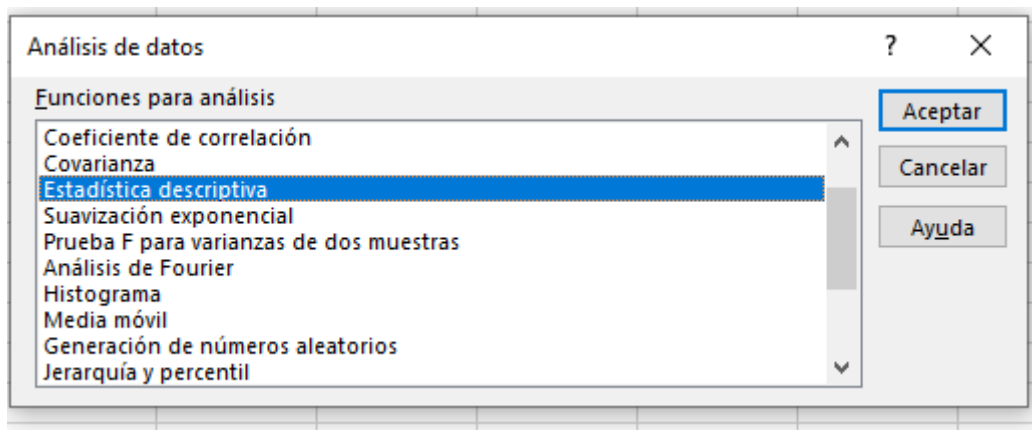 Análisis de datos
?
Funciones para análisis
Coeficiente de correlación
Covarianza
Estadística descriptiva
Suavización exponencial
Prueba F para varianzas de dos muestras
Análisis de Fourier
Histograma
Media móvil
Generación de números aleatorios
Jerarquía y percentil
Aceptar
Cancelar
Ayuda